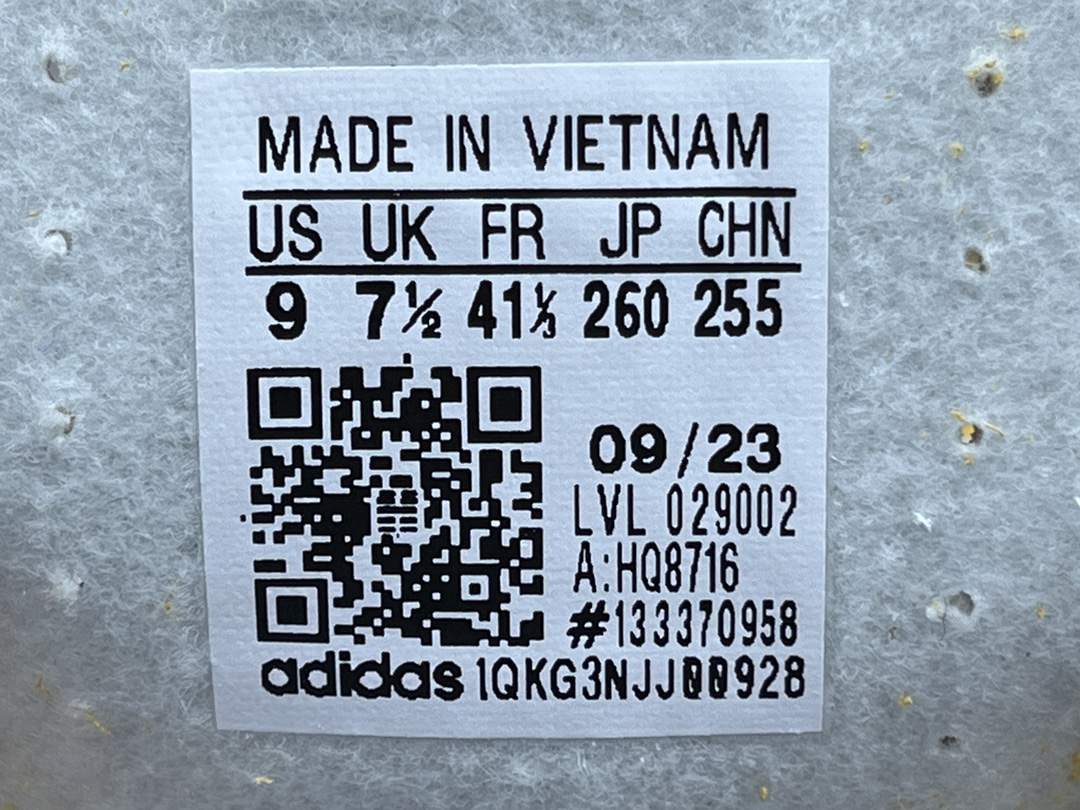 MADE IN VIETNAM
US UK FR JP CHN
9 7½ 41⅓ 260 255
09/23
LVL 029002
A:HQ8716
#133370958
adidas 1QKG3NJJ00928